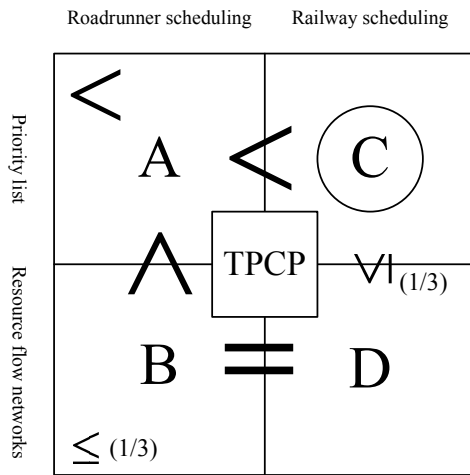 Roadrunner scheduling
Railway scheduling
Priority list
<
A < C
∧ TPCP ≤ (1/3)
Resource flow
networks
B = D
≤ (1/3)